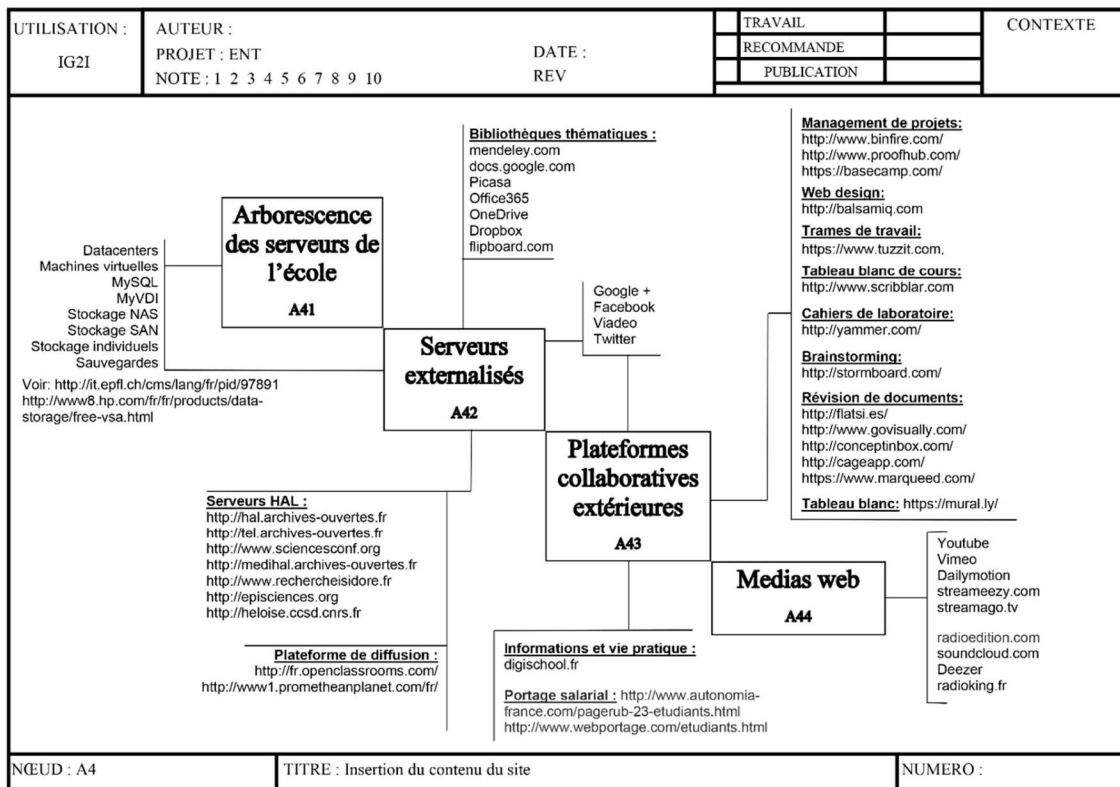 UTILISATION :
IG2I
AUTEUR :
PROJET : ENT
NOTE : 1 2 3 4 5 6 7 8 9 10
DATE :
REV
TRAVAIL
RECOMMANDE
PUBLICATION
CONTEXTE
Arborescence
des serveurs de
l'école
A41
Datacenters
Machines virtuelles
MySQL
MyVDI
Stockage NAS
Stockage SAN
Stockage individuels
Sauvegardes
Voir: http://it.epfl.ch/cms/lang/fr/pid/97891
http://www8.hp.com/fr/fr/products/data-
storage/free-vsa.html
Bibliothèques thématiques :
mendeley.com
docs.google.com
Picasa
Office365
OneDrive
Dropbox
flipboard.com
Serveurs
externalisés
A42
Google +
Facebook
Viadeo
Twitter
Serveurs HAL :
http://hal.archives-ouvertes.fr
http://tel.archives-ouvertes.fr
http://www.sciencesconf.org
http://medihal.archives-ouvertes.fr
http://www.rechercheisidore.fr
http://episciences.org
http://heloise.ccsd.cnrs.fr
Plateforme de diffusion :
http://fr.openclassrooms.com/
http://www1.prometheanplanet.com/fr/
Plateformes
collaboratives
extérieures
A43
Management de projets:
http://www.binfire.com/
http://www.proofhub.com/
https://basecamp.com/
Web design:
http://balsamiq.com
Trames de travail:
https://www.tuzzit.com.
Tableau blanc de cours:
http://www.scribblar.com
Cahiers de laboratoire:
http://yammer.com/
Brainstorming:
http://stormboard.com/
Révision de documents:
http://flatsi.es/
http://www.govisually.com/
http://conceptinbox.com/
http://cageapp.com/
https://www.marqueed.com/
Tableau blanc: https://mural.ly/
Informations et vie pratique :
digischool.fr
Portage salarial : http://www.autonomia-
france.com/pagerub-23-etudiants.html
http://www.webportage.com/etudiants.html
Medias web
A44
Youtube
Vimeo
Dailymotion
streameezy.com
streamago.tv
radioedition.com
soundcloud.com
Deezer
radioking.fr
NŒUD : A4
TITRE : Insertion du contenu du site
NUMERO :